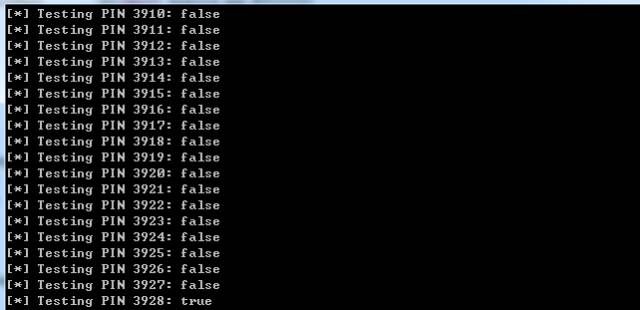 [*] Testing PIN 3910: false
[*] Testing PIN 3911: false
[*] Testing PIN 3912: false
[*] Testing PIN 3913: false
[*] Testing PIN 3914: false
[*] Testing PIN 3915: false
[*] Testing PIN 3916: false
[*] Testing PIN 3917: false
[*] Testing PIN 3918: false
[*] Testing PIN 3919: false
[*] Testing PIN 3920: false
[*] Testing PIN 3921: false
[*] Testing PIN 3922: false
[*] Testing PIN 3923: false
[*] Testing PIN 3924: false
[*] Testing PIN 3925: false
[*] Testing PIN 3926: false
[*] Testing PIN 3927: false
[*] Testing PIN 3928: true